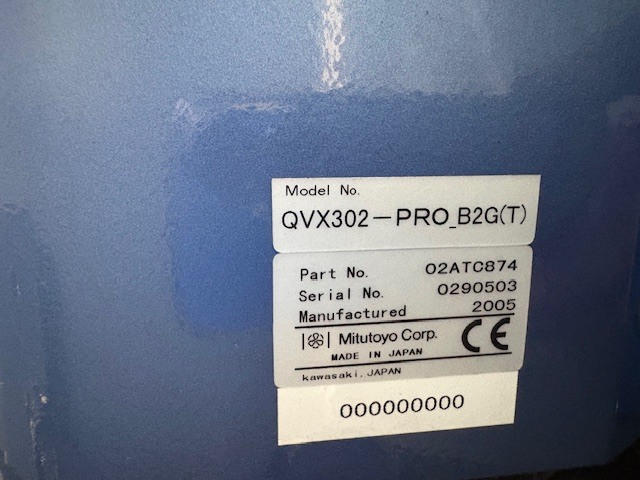 Model No.
QVX302-PRO_B2G(T)
Part No. 02ATC874
Serial No. 0290503
Manufactured 2005
Mitutoyo Corp. CE
MADE IN JAPAN
kawasaki, JAPAN
000000000